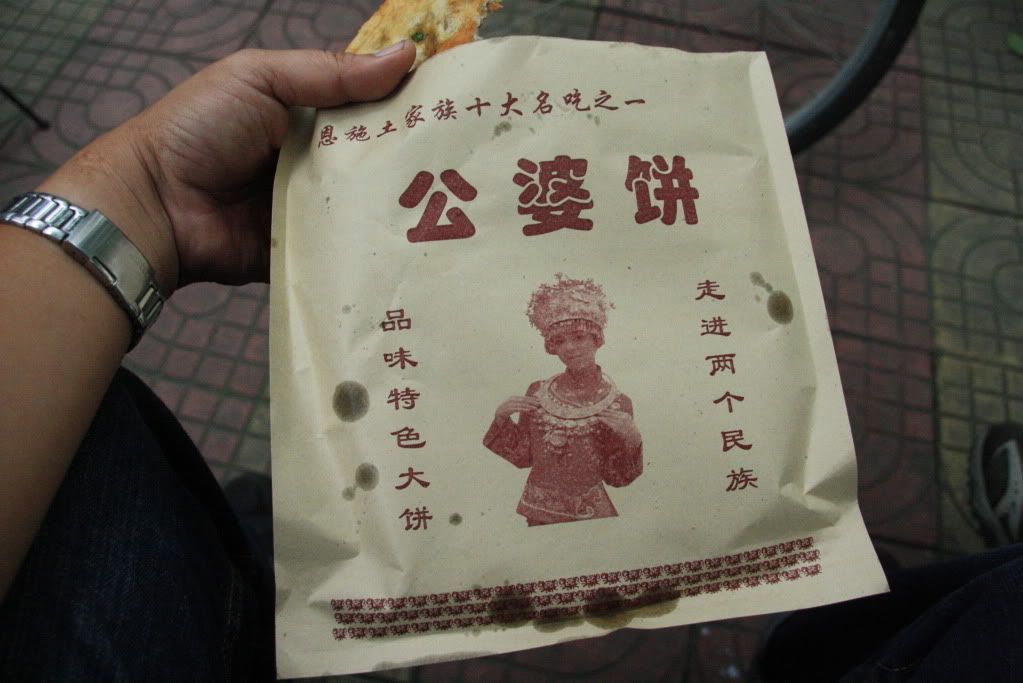 恩施土家族十大名吃之一
公婆饼
走进两个民族
品味特色大饼